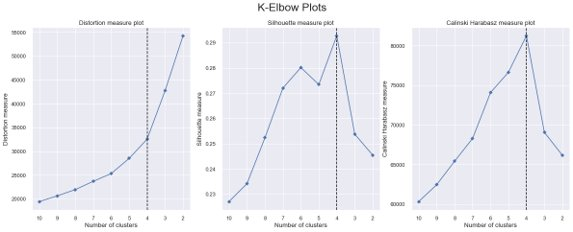 K-Elbow Plots
Distortion measure plot
Distortion measure
55000
50000
45000
40000
35000
30000
25000
20000
10 9 8 7 6 5 4 3 2
Number of clusters
Silhouette measure plot
Silhouette measure
0.29
0.28
0.27
0.26
0.25
0.24
0.23
10 9 8 7 6 5 4 3 2
Number of clusters
Calinski Harabasz measure plot
Calinski Harabasz measure
80000
75000
70000
65000
60000
10 9 8 7 6 5 4 3 2
Number of clusters